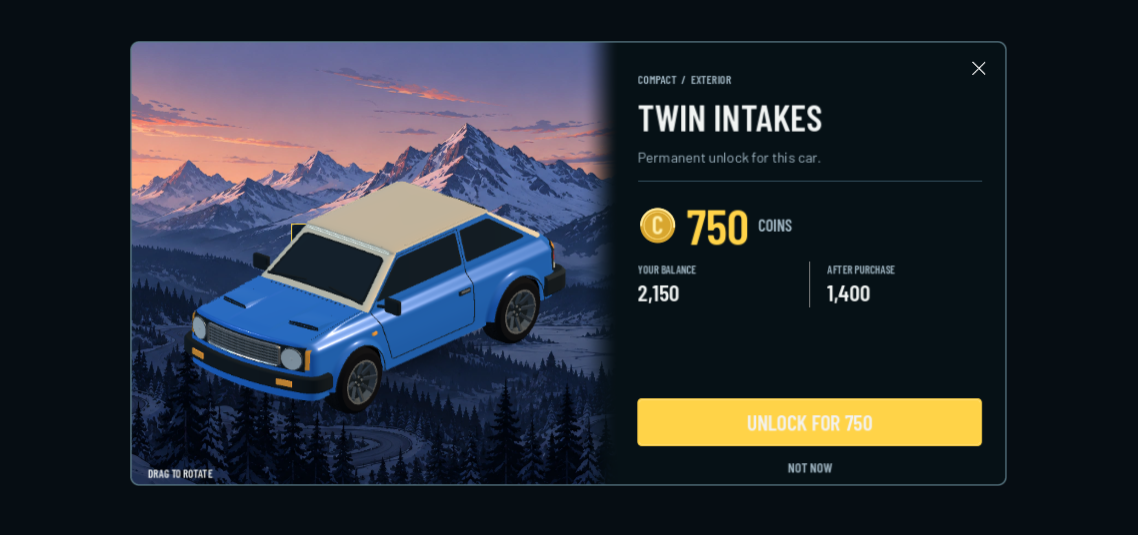 COMPACT / EXTERIOR
TWIN INTAKES
Permanent unlock for this car.
C 750 COINS
YOUR BALANCE
2,150
AFTER PURCHASE
1,400
UNLOCK FOR 750
NOT NOW
DRAG TO ROTATE